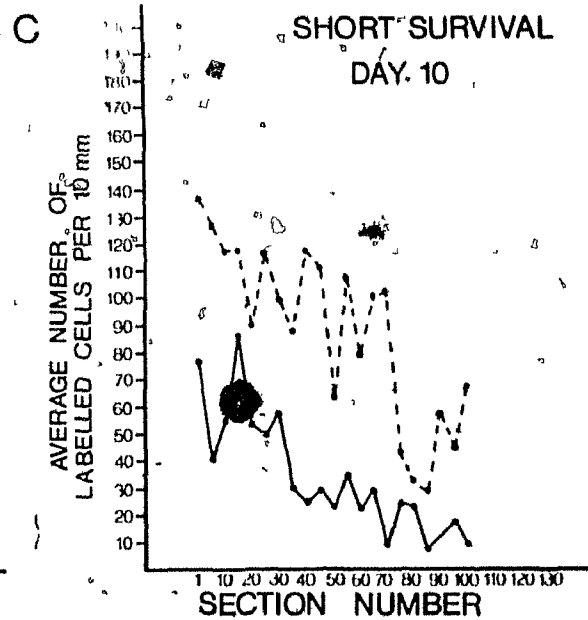 C
SHORT SURVIVAL
DAY 10
180
170
160
150
140
130
120
110
100
90
80
70
60
50
40
30
20
10
AVERAGE NUMBER OF
LABELLED CELLS PER 10 mm
1 10 20 30 40 50 60 70 80 90 100 110 120 130
SECTION NUMBER